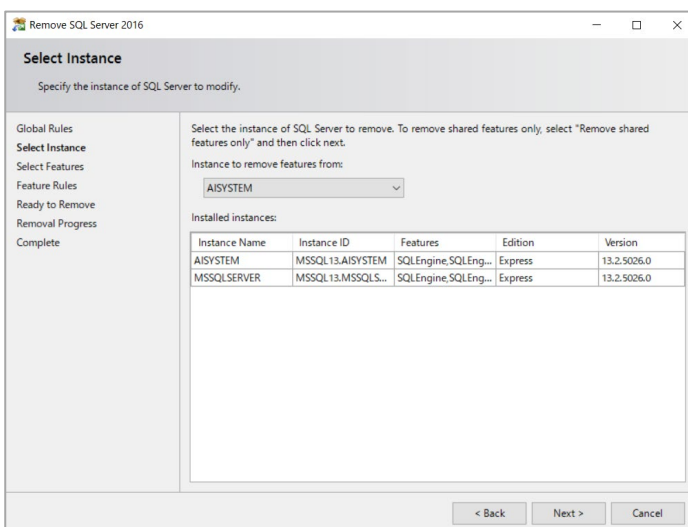 Remove SQL Server 2016
Select Instance
Specify the instance of SQL Server to modify.
Global Rules
Select Instance
Select Features
Feature Rules
Ready to Remove
Removal Progress
Complete
Select the instance of SQL Server to remove. To remove shared features only, select "Remove shared
features only" and then click next.
Instance to remove features from:
AISYSTEM
Installed instances:
Instance Name Instance ID Features Edition Version
AISYSTEM MSSQL13.AISYSTEM SQLEngine,SQLEng... Express 13.2.5026.0
MSSQLSERVER MSSQL13.MSSQLS... SQLEngine,SQLEng... Express 13.2.5026.0
< Back Next > Cancel